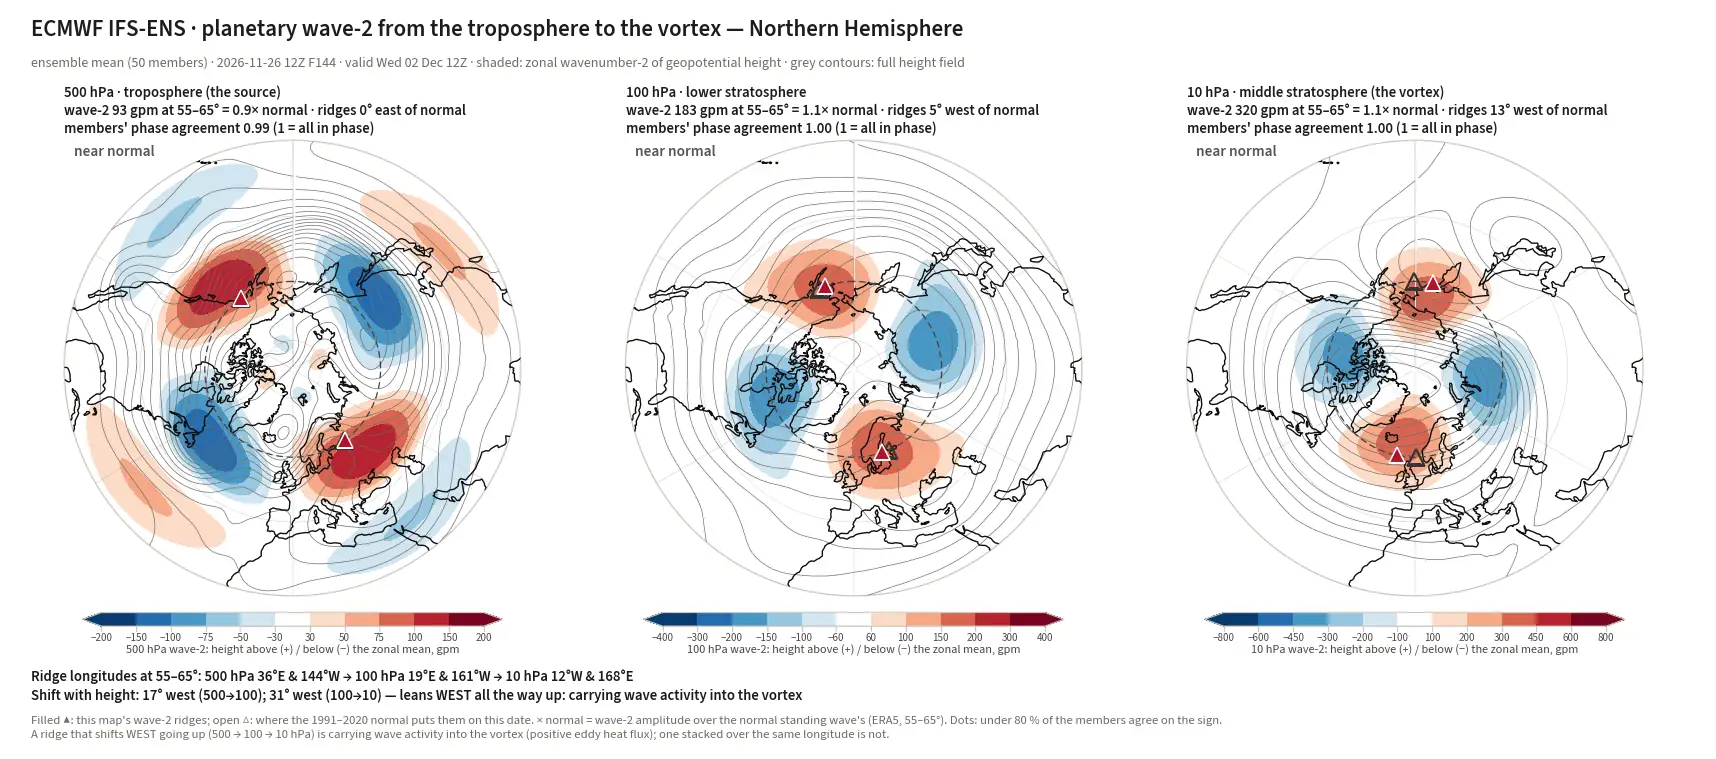 ECMWF IFS-ENS · planetary wave-2 from the troposphere to the vortex — Northern Hemisphere
ensemble mean (50 members) · 2026-11-26 12Z F144 · valid Wed 02 Dec 12Z · shaded: zonal wavenumber-2 of geopotential height · grey contours: full height field
500 hPa · troposphere (the source)
wave-2 93 gpm at 55–65° = 0.9× normal · ridges 0° east of normal
members' phase agreement 0.99 (1 = all in phase)
near normal
100 hPa · lower stratosphere
wave-2 183 gpm at 55–65° = 1.1× normal · ridges 5° west of normal
members' phase agreement 1.00 (1 = all in phase)
near normal
10 hPa · middle stratosphere (the vortex)
wave-2 320 gpm at 55–65° = 1.1× normal · ridges 13° west of normal
members' phase agreement 1.00 (1 = all in phase)
near normal
−200 −150 −100 −75 −50 −30 30 50 75 100 150 200
500 hPa wave-2: height above (+) / below (−) the zonal mean, gpm
−400 −300 −200 −150 −100 −60 60 100 150 200 300 400
100 hPa wave-2: height above (+) / below (−) the zonal mean, gpm
−800 −600 −450 −300 −200 −100 100 200 300 450 600 800
10 hPa wave-2: height above (+) / below (−) the zonal mean, gpm
Ridge longitudes at 55–65°: 500 hPa 36°E & 144°W → 100 hPa 19°E & 161°W → 10 hPa 12°W & 168°E
Shift with height: 17° west (500→100); 31° west (100→10) — leans WEST all the way up: carrying wave activity into the vortex
Filled ▲: this map's wave-2 ridges; open △: where the 1991–2020 normal puts them on this date. × normal = wave-2 amplitude over the normal standing wave's (ERA5, 55–65°). Dots: under 80 % of the members agree on the sign.
A ridge that shifts WEST going up (500 → 100 → 10 hPa) is carrying wave activity into the vortex (positive eddy heat flux); one stacked over the same longitude is not.